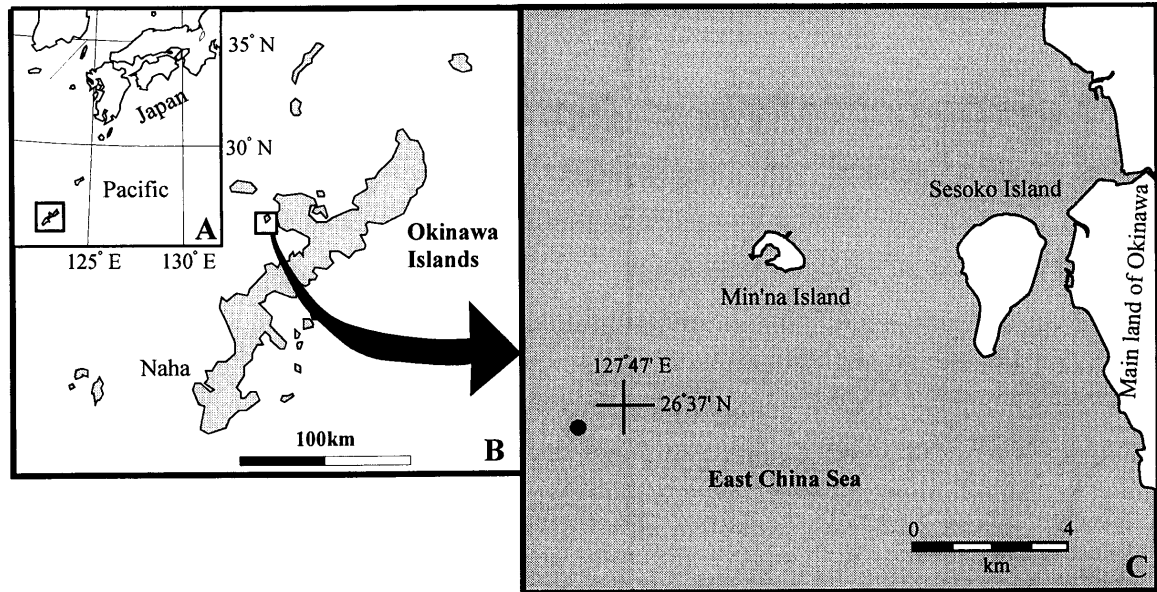 35° N
Japan
30° N
Pacific
A
125° E
130° E
Okinawa
Islands
Naha
100km
B
Sesoko Island
Min'na Island
Main land of Okinawa
127°47' E
26°37' N
East China Sea
0
4
km
C